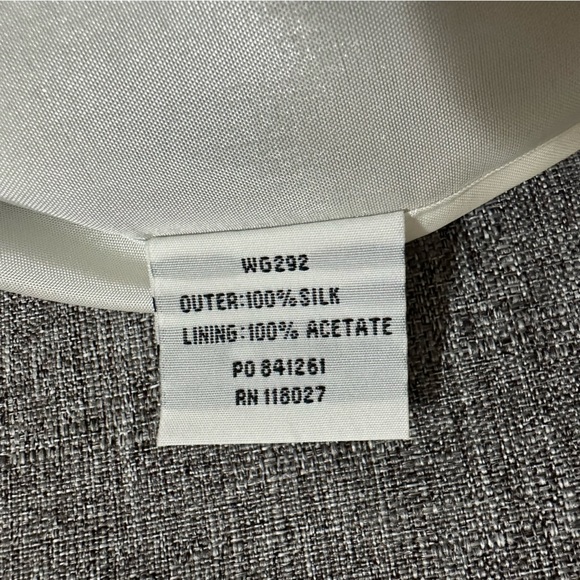 WG292
OUTER:100%SILK
LINING:100% ACETATE
PO 841261
RN 118027